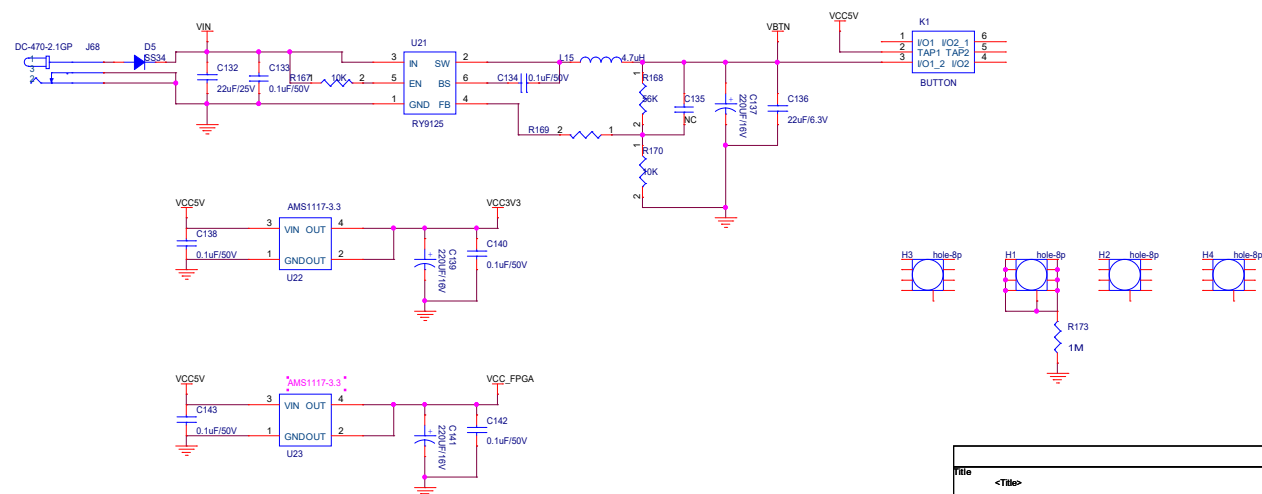 VIN
DC-470-2.1GP
J68
D5
SS34
1
3
2
C132
22uF/25V
C133
0.1uF/50V
R167
1
10K
2
U21
3 IN SW 2
5 EN BS 6
1 GND FB 4
RY9125
C134
0.1uF/50V
L15
4.7uH
R169
2
1
1
R168
56K
2
C135
NC
1
R170
10K
2
C137
220UF/16V
VBTN
C136
22uF/6.3V
VCC5V
K1
1 I/O1 I/O2_1 6
2 TAP1 TAP2 5
3 I/O1_2 I/O2 4
BUTTON
VCC5V
AMS1117-3.3
VCC3V3
3 VIN OUT 4
1 GNDOUT 2
U22
C138
0.1uF/50V
C139
220UF/16V
C140
0.1uF/50V
H3 hole-8p
H1 hole-8p
H2 hole-8p
H4 hole-8p
R173
1M
VCC5V
AMS1117-3.3
VCC_FPGA
3 VIN OUT 4
1 GNDOUT 2
U23
C143
0.1uF/50V
C141
220UF/16V
C142
0.1uF/50V
Title
<Title>